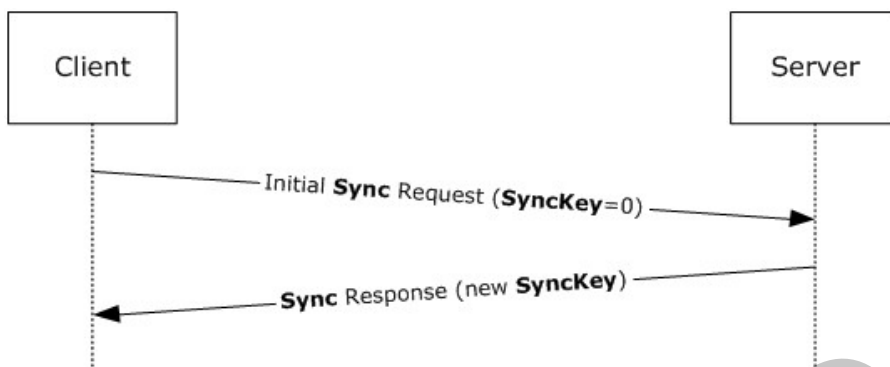 Client
Server
Initial Sync Request (SyncKey=0)
Sync Response (new SyncKey)